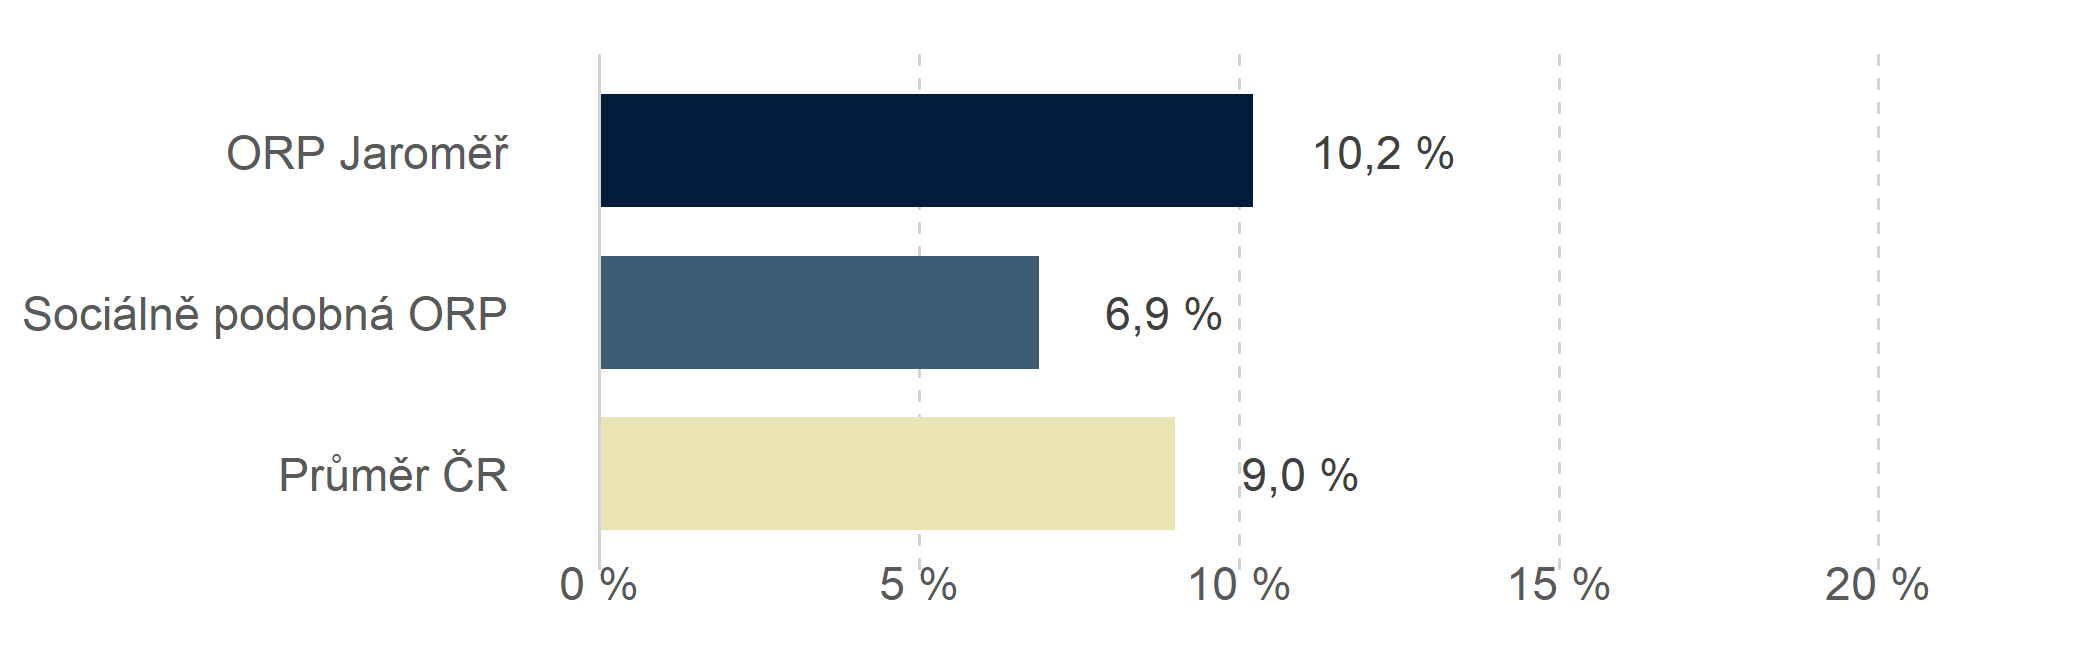 ORP Jaroměř
10,2 %
Sociálně podobná ORP
6,9 %
Průměr ČR
9,0 %
0 %
5 %
10 %
15 %
20 %